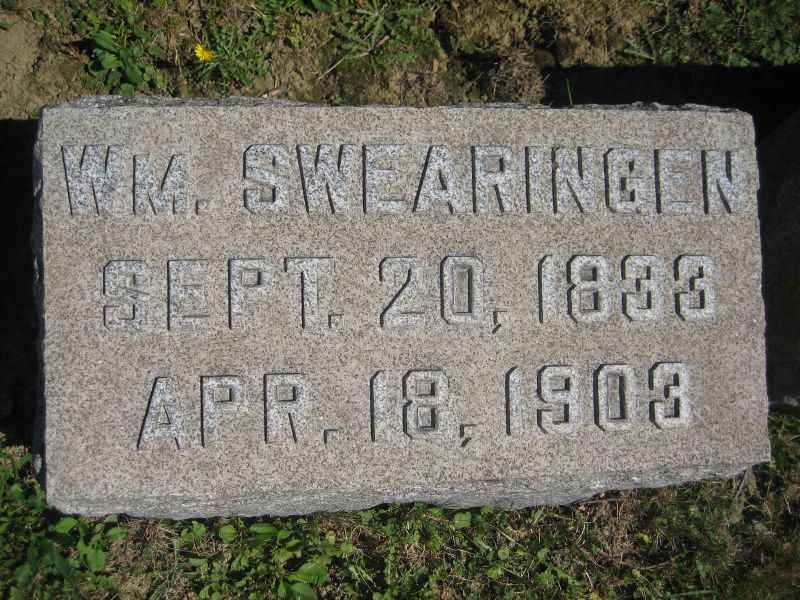 WM. SWEARINGEN
SEPT. 20, 1833
APR. 18, 1903